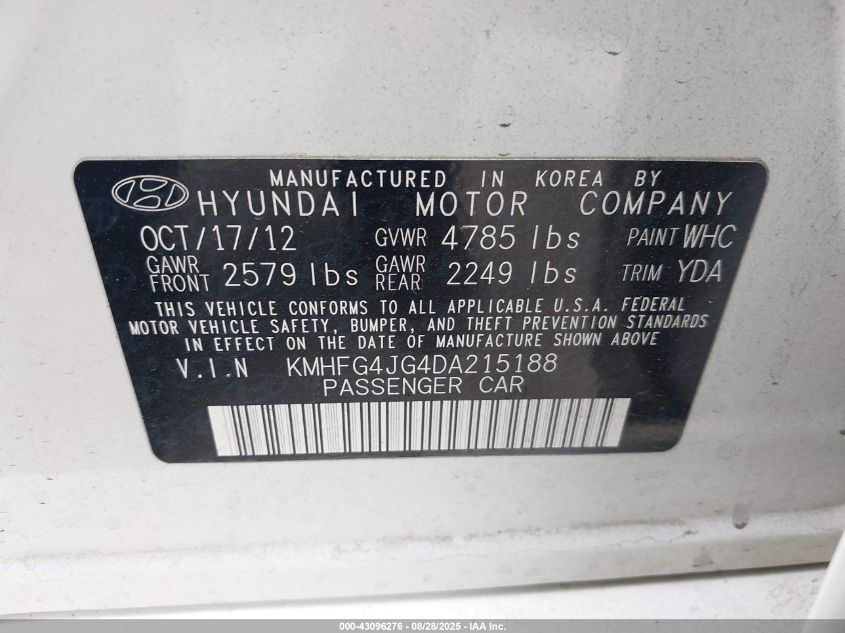 MANUFACTURED IN KOREA BY
HYUNDAI MOTOR COMPANY
OCT/17/12 GVWR 4785 lbs PAINT WHC
GAWR FRONT 2579 lbs GAWR REAR 2249 lbs TRIM YDA
THIS VEHICLE CONFORMS TO ALL APPLICABLE U.S.A. FEDERAL
MOTOR VEHICLE SAFETY, BUMPER, AND THEFT PREVENTION STANDARDS
IN EFFECT ON THE DATE OF MANUFACTURE SHOWN ABOVE
V.I.N KMHFG4JG4DA215188
PASSENGER CAR
000-43096276 - 08/28/2025 - IAA Inc.